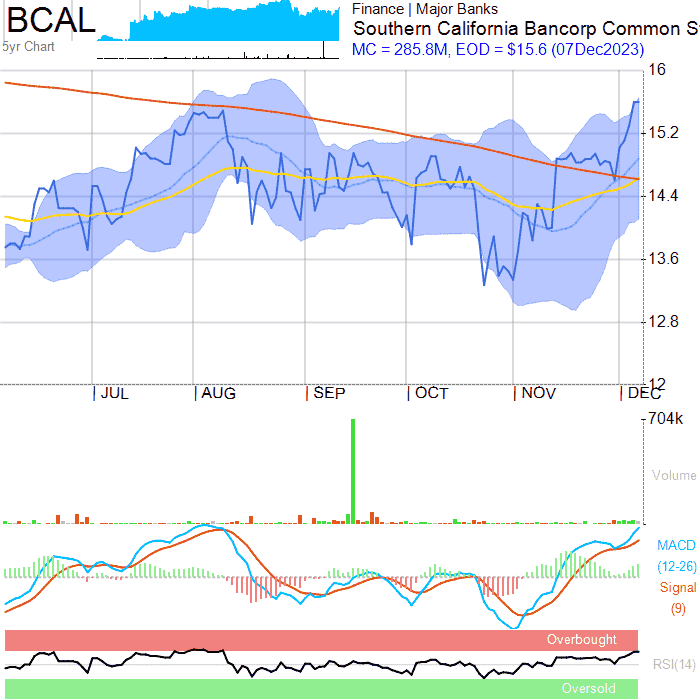 BCAL
5yr Chart
Finance | Major Banks
Southern California Bancorp Common S
MC = 285.8M, EOD = $15.6 (07Dec2023)
16
15.2
14.4
13.6
12.8
12
JUL AUG SEP OCT NOV DEC
704k
Volume
MACD
(12-26)
Signal
(9)
Overbought
RSI(14)
Oversold